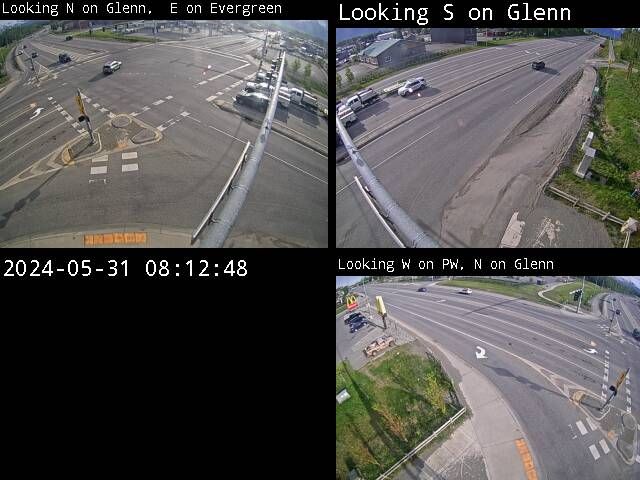 Looking N on Glenn,  E on Evergreen
Looking S on Glenn
2024-05-31 08:12:48
Looking W on PW, N on Glenn